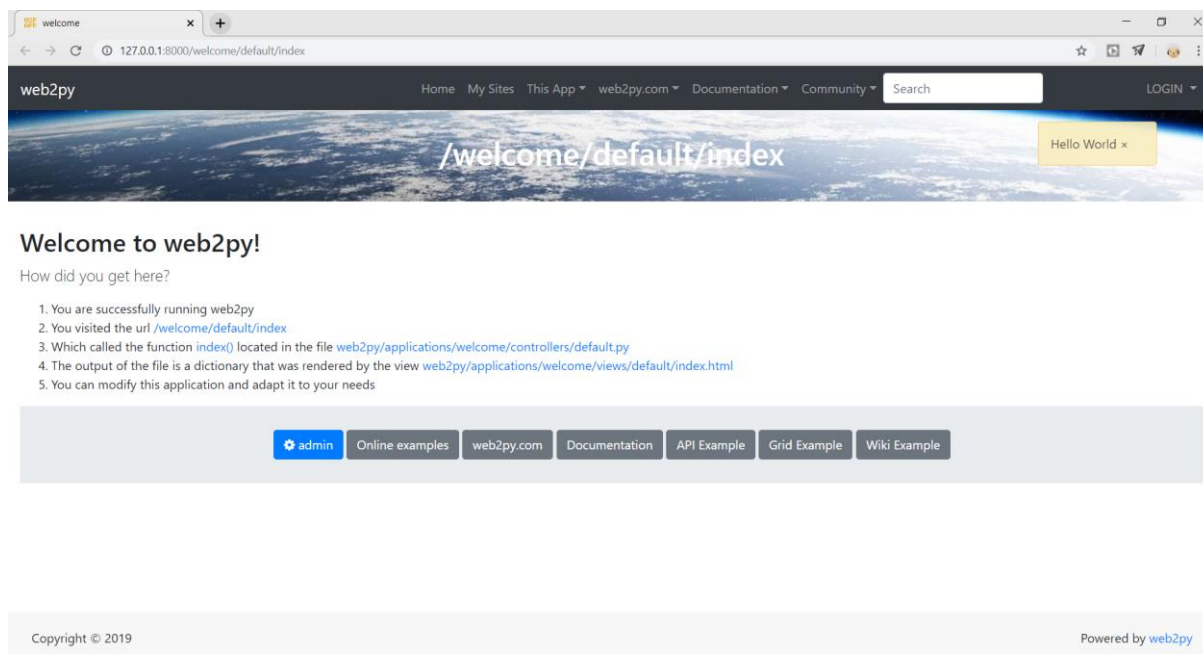 welcome
127.0.0.1:8000/welcome/default/index
web2py Home My Sites This App web2py.com Documentation Community Search LOGIN
/welcome/default/index
Hello World ×
Welcome to web2py!
How did you get here?
1. You are successfully running web2py
2. You visited the url /welcome/default/index
3. Which called the function index() located in the file web2py/applications/welcome/controllers/default.py
4. The output of the file is a dictionary that was rendered by the view web2py/applications/welcome/views/default/index.html
5. You can modify this application and adapt it to your needs
admin Online examples web2py.com Documentation API Example Grid Example Wiki Example
Copyright © 2019 Powered by web2py